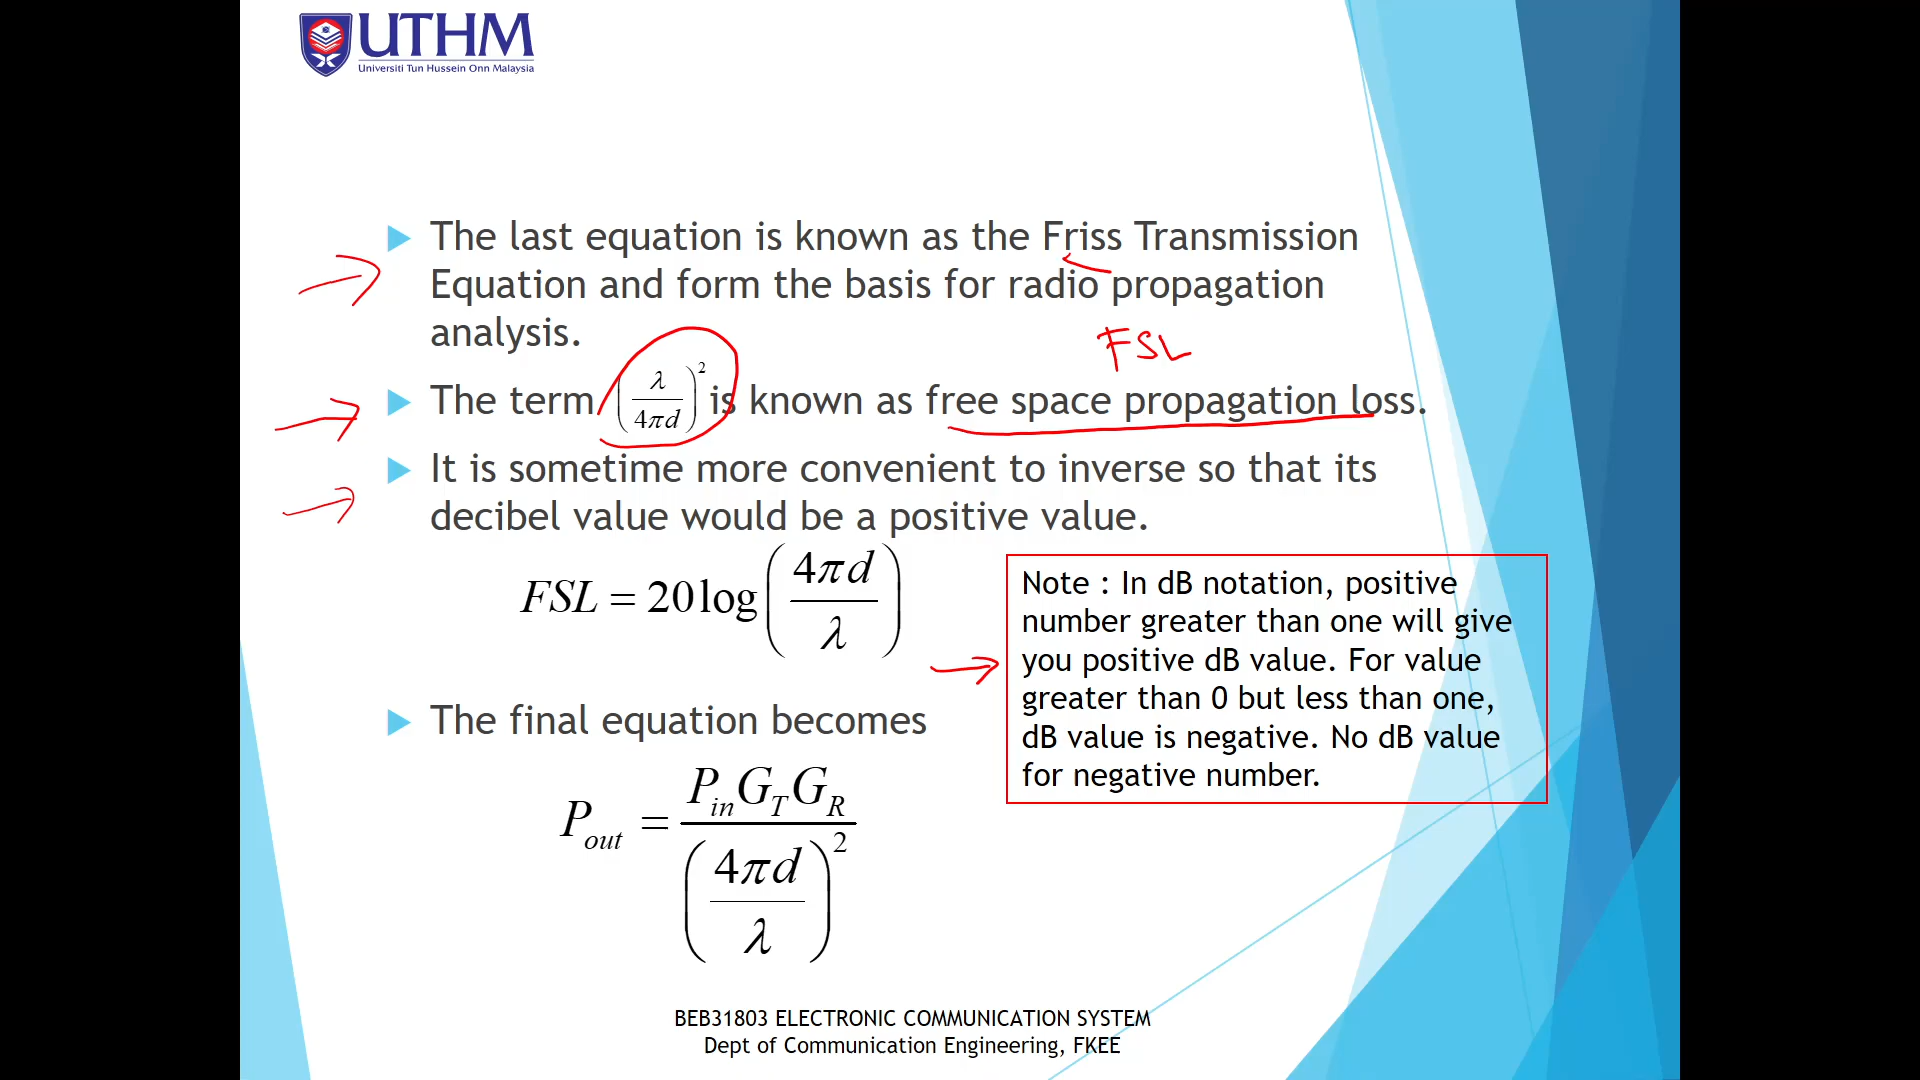 UTHM
Universiti Tun Hussein Onn Malaysia
The last equation is known as the Friss Transmission
Equation and form the basis for radio propagation
analysis.
FSL
The term (λ/4πd)² is known as free space propagation loss.
It is sometime more convenient to inverse so that its
decibel value would be a positive value.
FSL = 20log(4πd/λ)
Note : In dB notation, positive
number greater than one will give
you positive dB value. For value
greater than 0 but less than one,
dB value is negative. No dB value
for negative number.
The final equation becomes
P_out = P_in G_T G_R / (4πd/λ)²
BEB31803 ELECTRONIC COMMUNICATION SYSTEM
Dept of Communication Engineering, FKEE